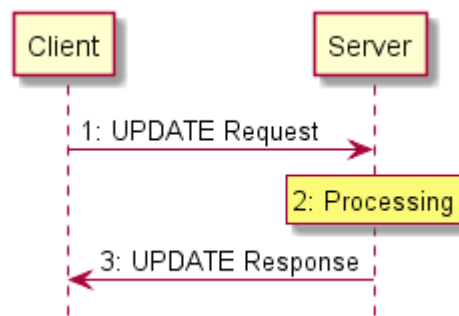 Client
Server
1: UPDATE Request
2: Processing
3: UPDATE Response